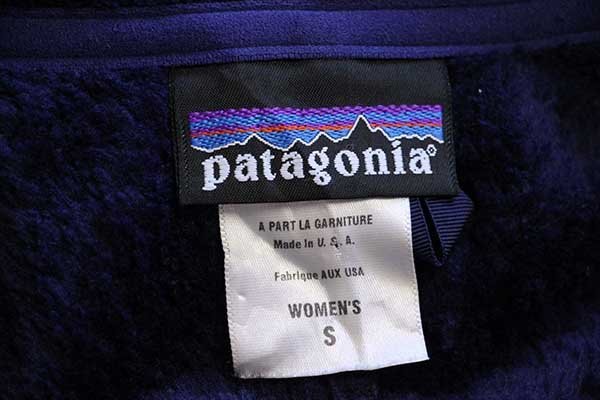 patagonia®
A PART LA GARNITURE
Made in U. S. A.
Fabrique AUX USA
WOMEN'S
S